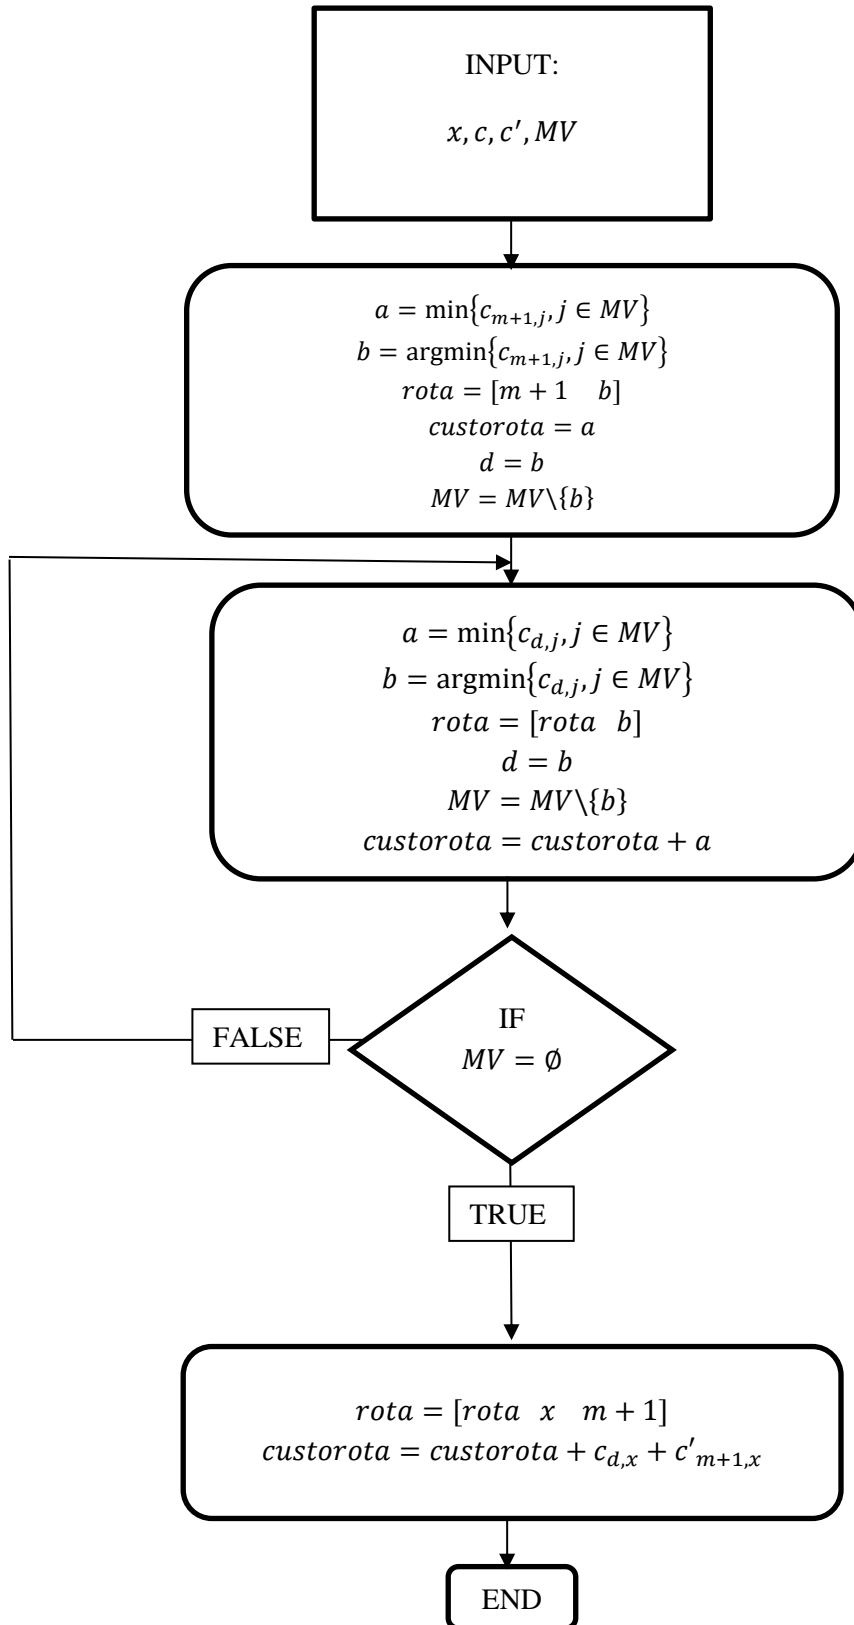 INPUT:
x, c, c′, MV
a = min{c_{m+1,j}, j ∈ MV}
b = argmin{c_{m+1,j}, j ∈ MV}
rota = [m + 1 b]
custorota = a
d = b
MV = MV\{b}
a = min{c_{d,j}, j ∈ MV}
b = argmin{c_{d,j}, j ∈ MV}
rota = [rota b]
d = b
MV = MV\{b}
custorota = custorota + a
IF
MV = ∅
FALSE
TRUE
rota = [rota x m + 1]
custorota = custorota + c_{d,x} + c′_{m+1,x}
END